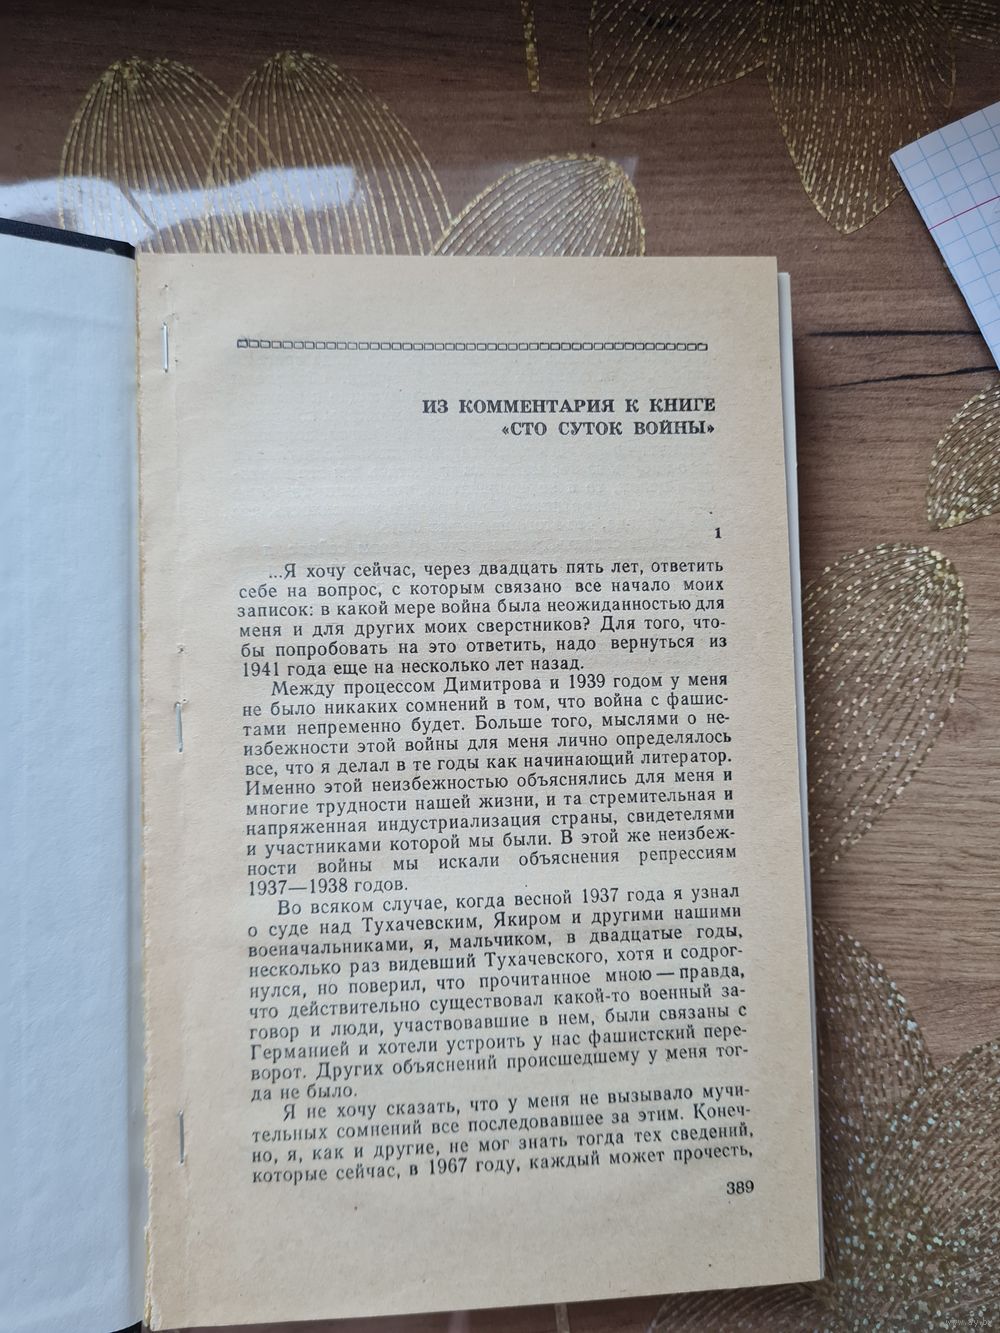 ИЗ КОММЕНТАРИЯ К КНИГЕ
«СТО СУТОК ВОЙНЫ»
1
...Я хочу сейчас, через двадцать пять лет, ответить
себе на вопрос, с которым связано все начало моих
записок: в какой мере война была неожиданностью для
меня и для других моих сверстников? Для того, что-
бы попробовать на это ответить, надо вернуться из
1941 года еще на несколько лет назад.
Между процессом Димитрова и 1939 годом у меня
не было никаких сомнений в том, что война с фашис-
тами непременно будет. Больше того, мыслями о не-
избежности этой войны для меня лично определялось
все, что я делал в те годы как начинающий литератор.
Именно этой неизбежностью объяснялись для меня и
многие трудности нашей жизни, и та стремительная и
напряженная индустриализация страны, свидетелями
и участниками которой мы были. В этой же неизбеж-
ности войны мы искали объяснения репрессиям
1937—1938 годов.
Во всяком случае, когда весной 1937 года я узнал
о суде над Тухачевским, Якиром и другими нашими
военачальниками, я, мальчиком, в двадцатые годы,
несколько раз видевший Тухачевского, хотя и содрог-
нулся, но поверил, что прочитанное мною — правда,
что действительно существовал какой-то военный за-
говор и люди, участвовавшие в нем, были связаны с
Германией и хотели устроить у нас фашистский пере-
ворот. Других объяснений происшедшему у меня тог-
да не было.
Я не хочу сказать, что у меня не вызывало мучи-
тельных сомнений все последовавшее за этим. Конеч-
но, я, как и другие, не мог знать тогда тех сведений,
которые сейчас, в 1967 году, каждый может прочесть,
389